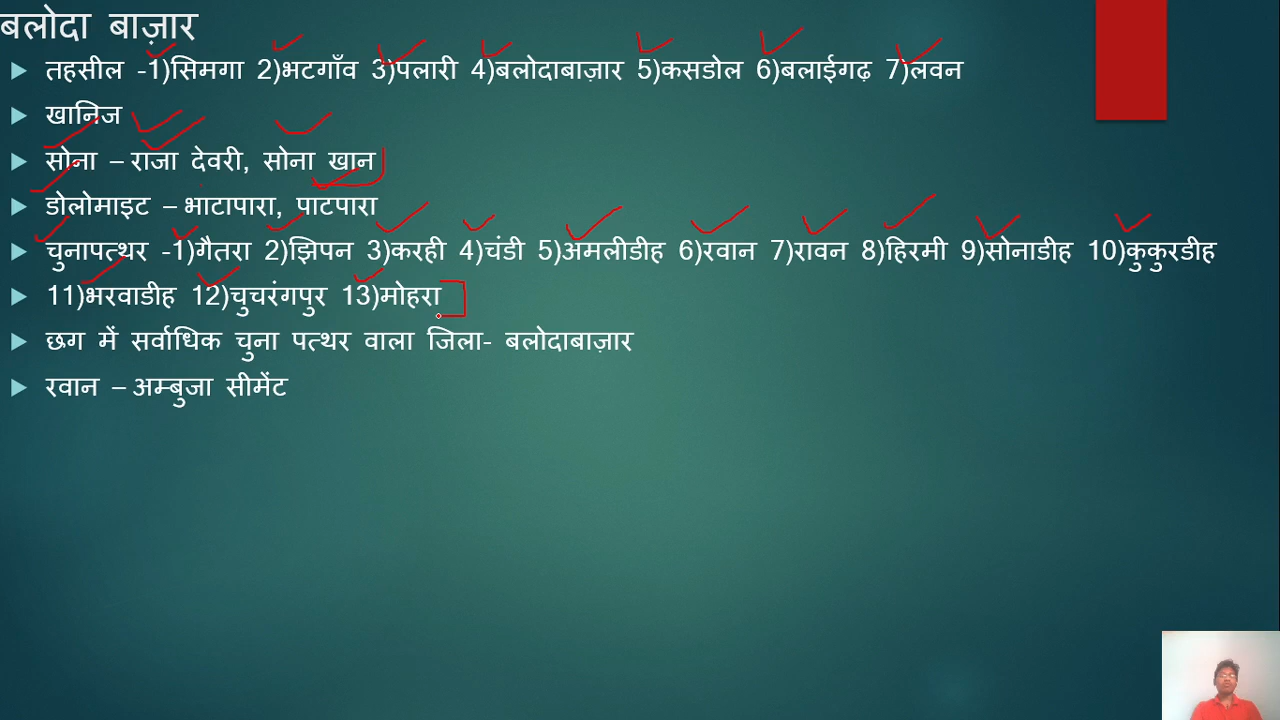 बलोदा बाज़ार
तहसील -1)सिमगा 2)भटगाँव 3)पलारी 4)बलोदाबाज़ार 5)कसडोल 6)बलाईगढ़ 7)लवन
खानिज
सोना – राजा देवरी, सोना खान
डोलोमाइट – भाटापारा, पाटपारा
चुनापत्थर -1)गैतरा 2)झिपन 3)करही 4)चंडी 5)अमलीडीह 6)रवान 7)रावन 8)हिरमी 9)सोनाडीह 10)कुकुरडीह
11)भरवाडीह 12)चुचरंगपुर 13)मोहरा
छग में सर्वाधिक चुना पत्थर वाला जिला- बलोदाबाज़ार
रवान – अम्बुजा सीमेंट